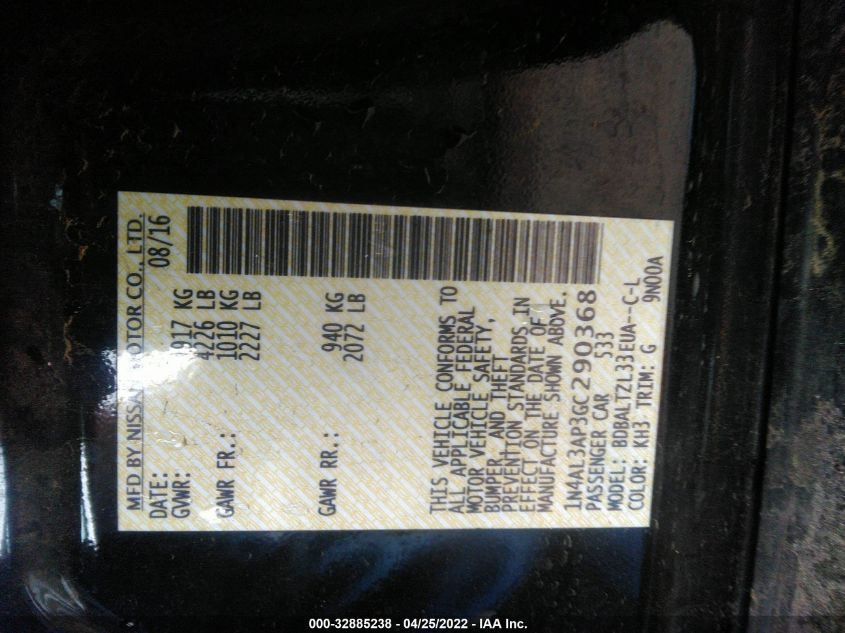 MFD BY NISSAN MOTOR CO., LTD.
DATE: 08/16
GVWR: 1917 KG
4226 LB
GAWR FR.: 1010 KG
2227 LB
GAWR RR.: 940 KG
2072 LB
THIS VEHICLE CONFORMS TO
ALL APPLICABLE FEDERAL
MOTOR VEHICLE SAFETY,
BUMPER, AND THEFT
PREVENTION STANDARDS IN
EFFECT ON THE DATE OF
MANUFACTURE SHOWN ABOVE.
1N4AL3AP3GC290368
PASSENGER CAR 533
MODEL: BDBALTZL33EUA--C-L
COLOR: KH3 TRIM: G 9N00A
000-32885238 - 04/25/2022 - IAA Inc.